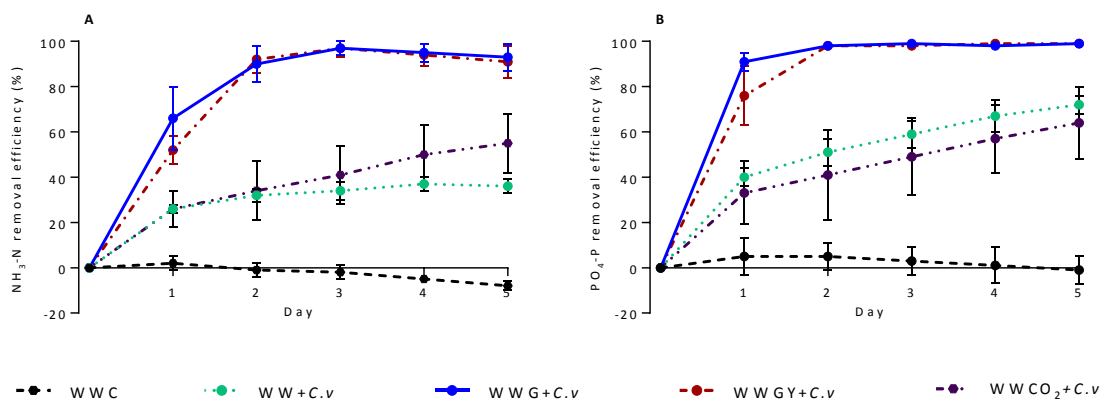 A
NH3-N removal efficiency (%)
100
80
60
40
20
0
-20
1 2 3 4 5
Day
B
PO4-P removal efficiency (%)
100
80
60
40
20
0
-20
1 2 3 4 5
Day
WWC WW+C.v WWG+C.v WWGY+C.v WWCO2+C.v